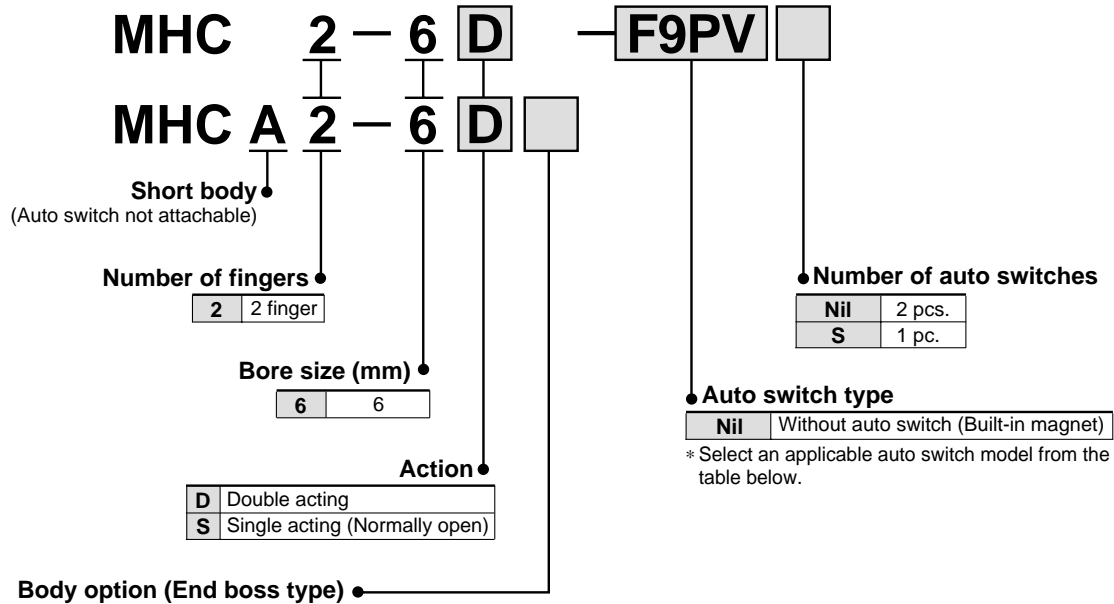 MHC 2 — 6 D — F9PV
MHC A 2 — 6 D
Short body
(Auto switch not attachable)
Number of fingers
2 2 finger
Number of auto switches
Nil 2 pcs.
S 1 pc.
Bore size (mm)
6 6
Auto switch type
Nil Without auto switch (Built-in magnet)
* Select an applicable auto switch model from the
table below.
Action
D Double acting
S Single acting (Normally open)
Body option (End boss type)